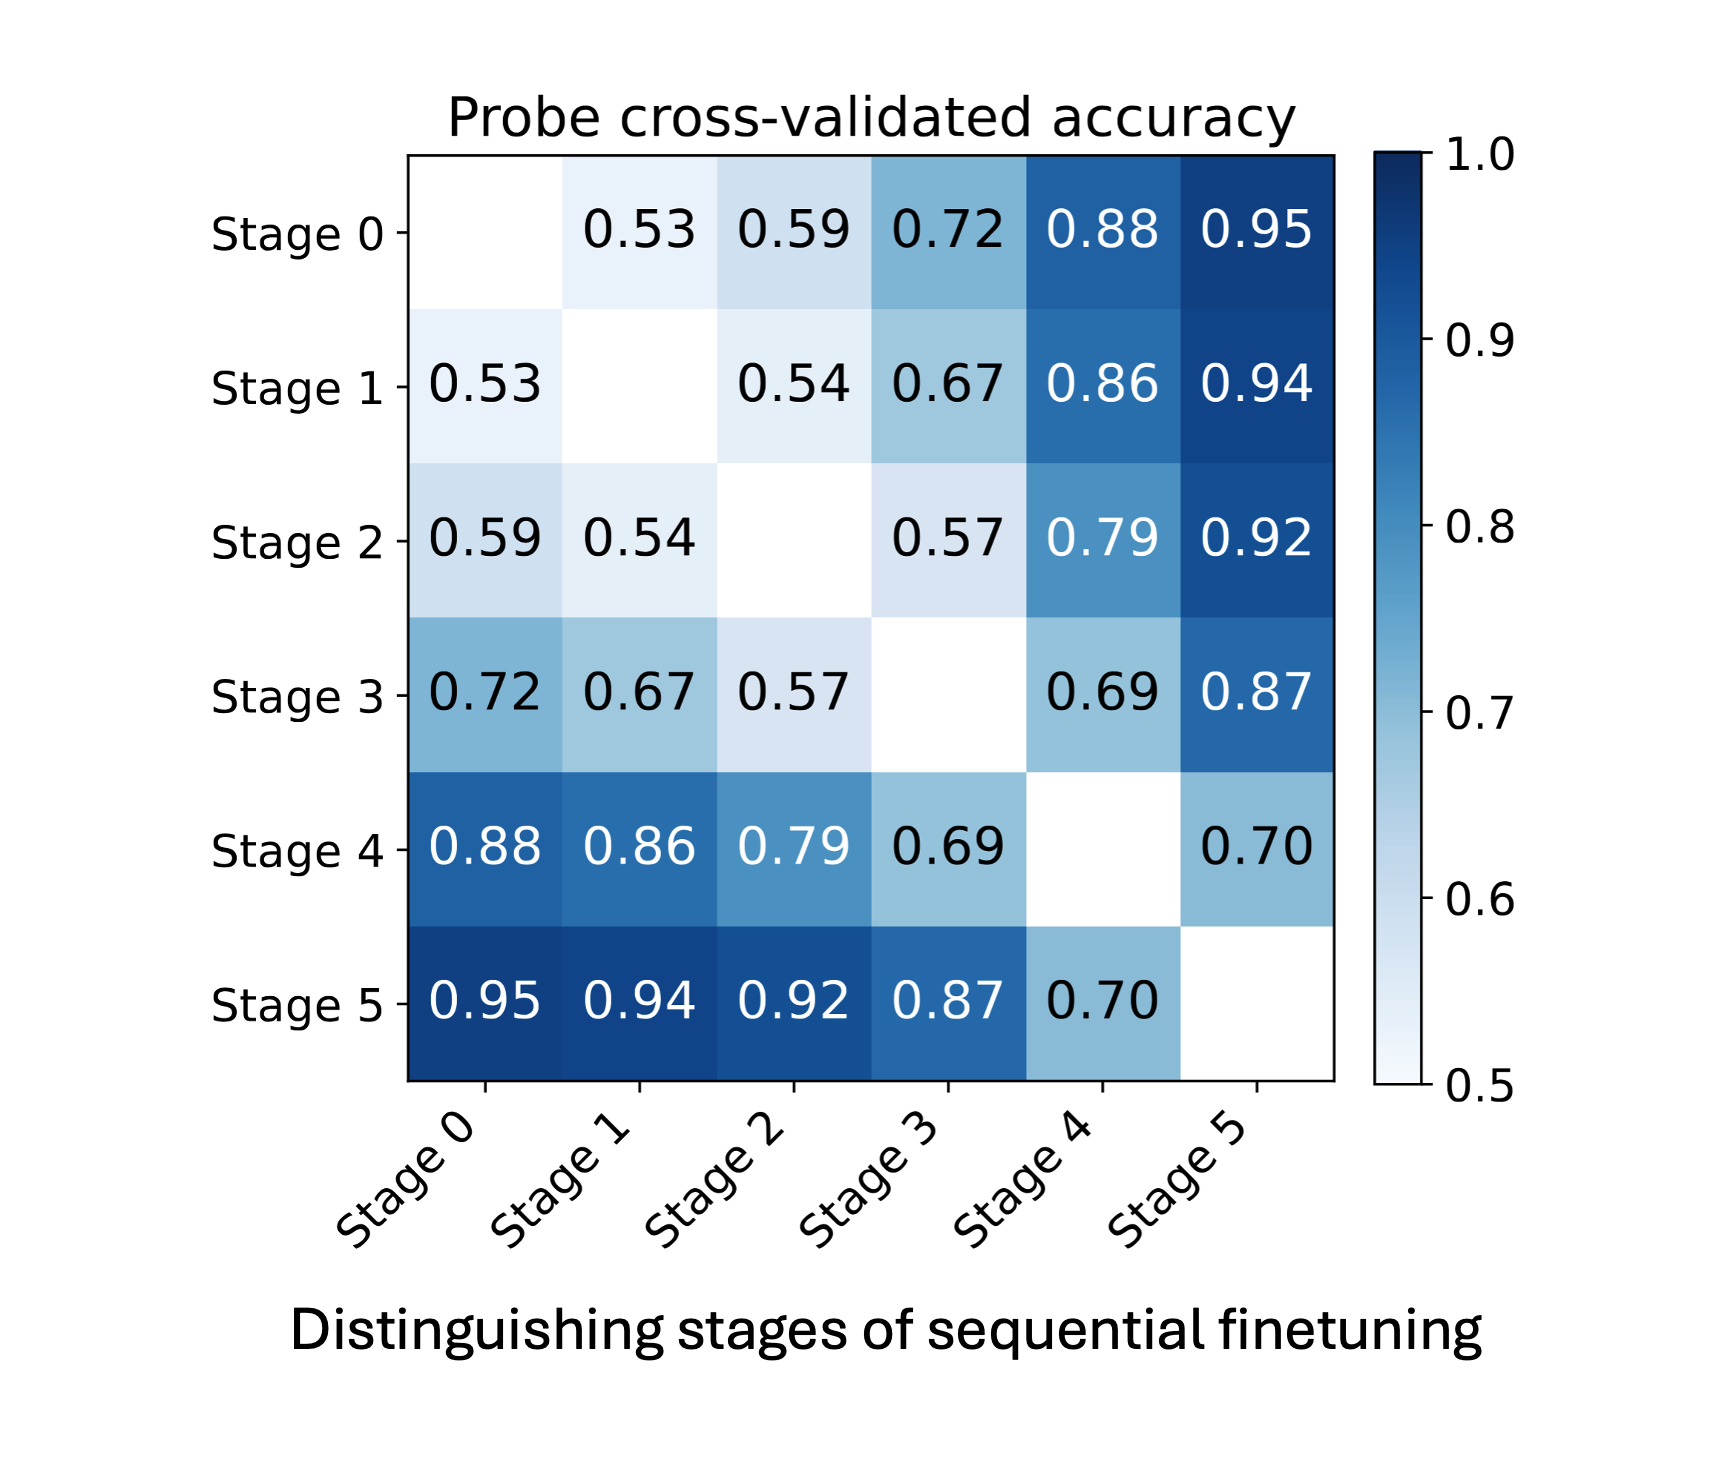 Probe cross-validated accuracy
Stage 0 0.53 0.59 0.72 0.88 0.95
Stage 1 0.53 0.54 0.67 0.86 0.94
Stage 2 0.59 0.54 0.57 0.79 0.92
Stage 3 0.72 0.67 0.57 0.69 0.87
Stage 4 0.88 0.86 0.79 0.69 0.70
Stage 5 0.95 0.94 0.92 0.87 0.70
Stage 0 Stage 1 Stage 2 Stage 3 Stage 4 Stage 5
1.0
0.9
0.8
0.7
0.6
0.5
Distinguishing stages of sequential finetuning